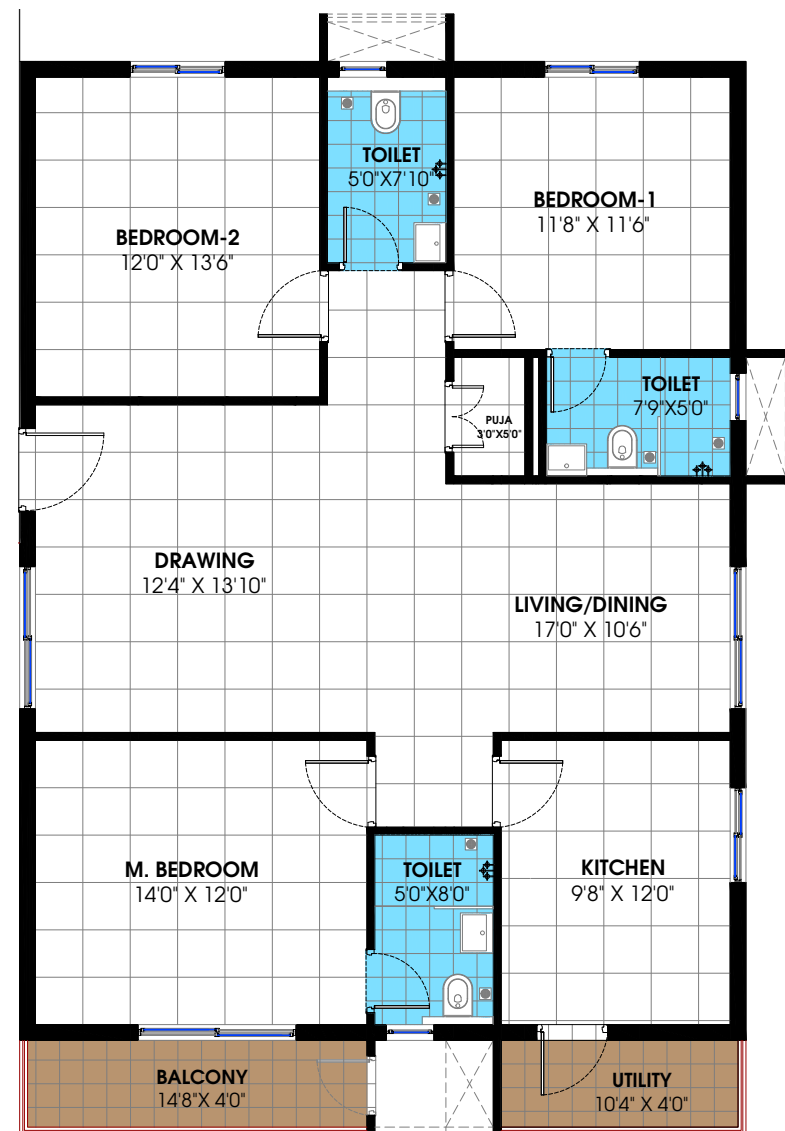 TOILET
5'0"X7'10"
BEDROOM-1
11'8" X 11'6"
BEDROOM-2
12'0" X 13'6"
TOILET
7'9"X5'0"
PUJA
3'0"X5'0"
DRAWING
12'4" X 13'10"
LIVING/DINING
17'0" X 10'6"
M. BEDROOM
14'0" X 12'0"
TOILET
5'0"X8'0"
KITCHEN
9'8" X 12'0"
BALCONY
14'8"X 4'0"
UTILITY
10'4" X 4'0"